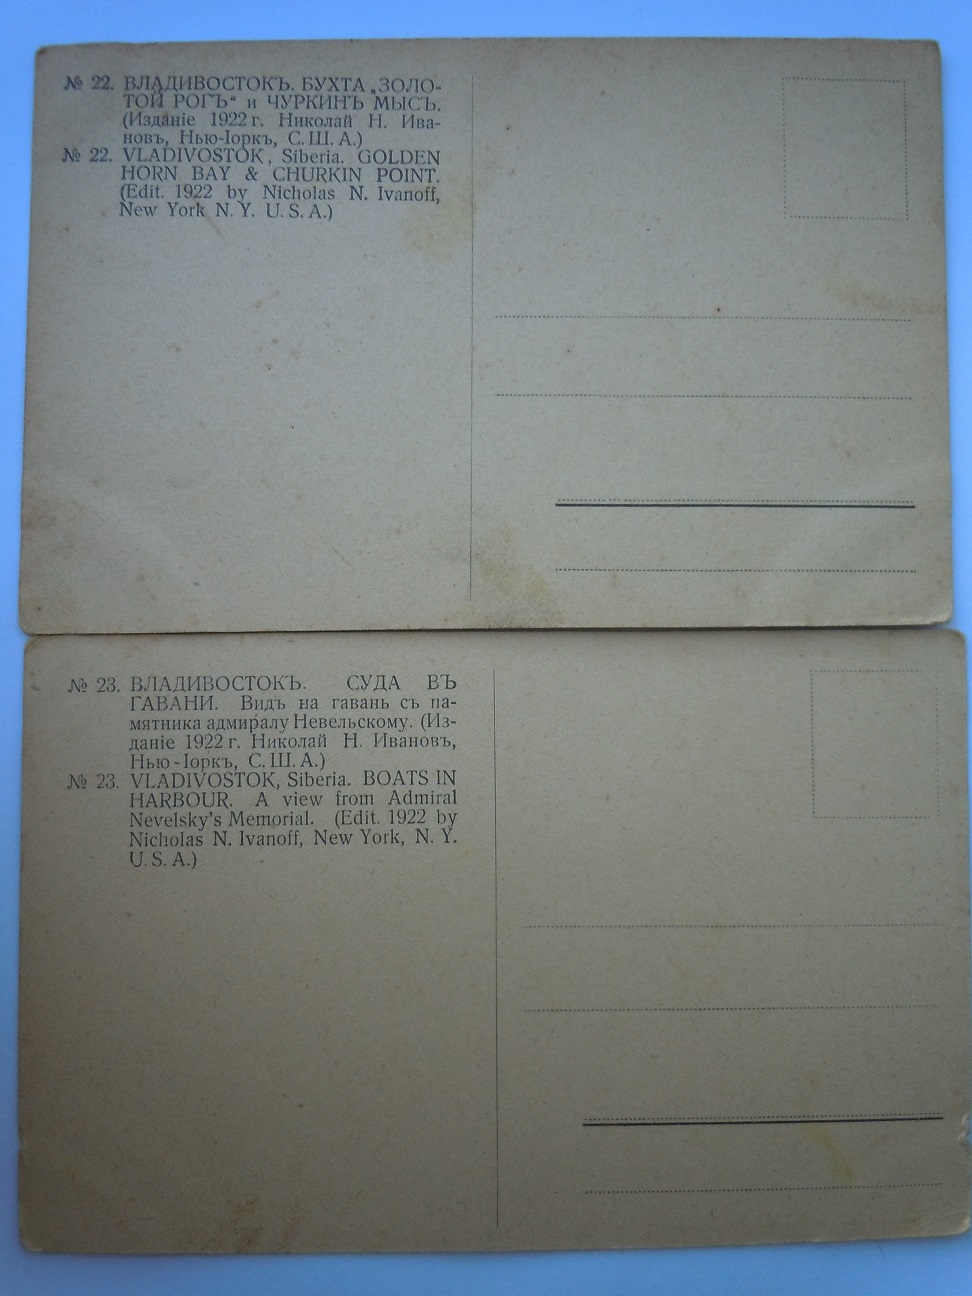 № 22. ВЛАДИВОСТОКЪ. БУХТА „ЗОЛО-
ТОЙ РОГЪ“ и ЧУРКИНЪ МЫСЪ.
(Изданіе 1922 г. Николай Н. Ива-
новъ, Нью-Іоркъ, С. Ш. А.)
№ 22. VLADIVOSTOK, Siberia. GOLDEN
HORN BAY & CHURKIN POINT.
(Edit. 1922 by Nicholas N. Ivanoff,
New York N. Y. U. S. A.)
№ 23. ВЛАДИВОСТОКЪ. СУДА ВЪ
ГАВАНИ. Видъ на гавань съ па-
мятника адмиралу Невельскому. (Из-
даніе 1922 г. Николай Н. Ивановъ,
Нью-Іоркъ, С. Ш. А.)
№ 23. VLADIVOSTOK, Siberia. BOATS IN
HARBOUR. A view from Admiral
Nevelsky's Memorial. (Edit. 1922 by
Nicholas N. Ivanoff, New York, N. Y.
U. S. A.)